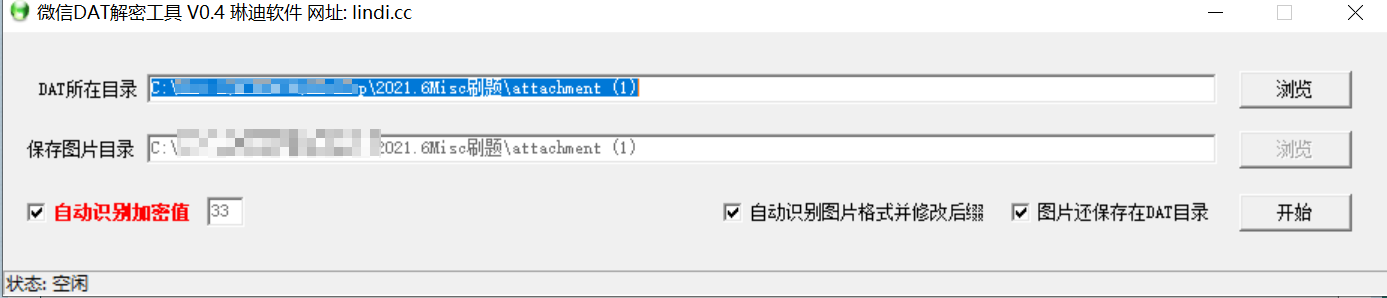 微信DAT解密工具 V0.4 琳迪软件 网址: lindi.cc
DAT所在目录 C:\ p\2021.6Misc刷题\attachment (1) 浏览
保存图片目录 C:\ 2021.6Misc刷题\attachment (1) 浏览
自动识别加密值 33 自动识别图片格式并修改后缀 图片还保存在DAT目录 开始
状态: 空闲